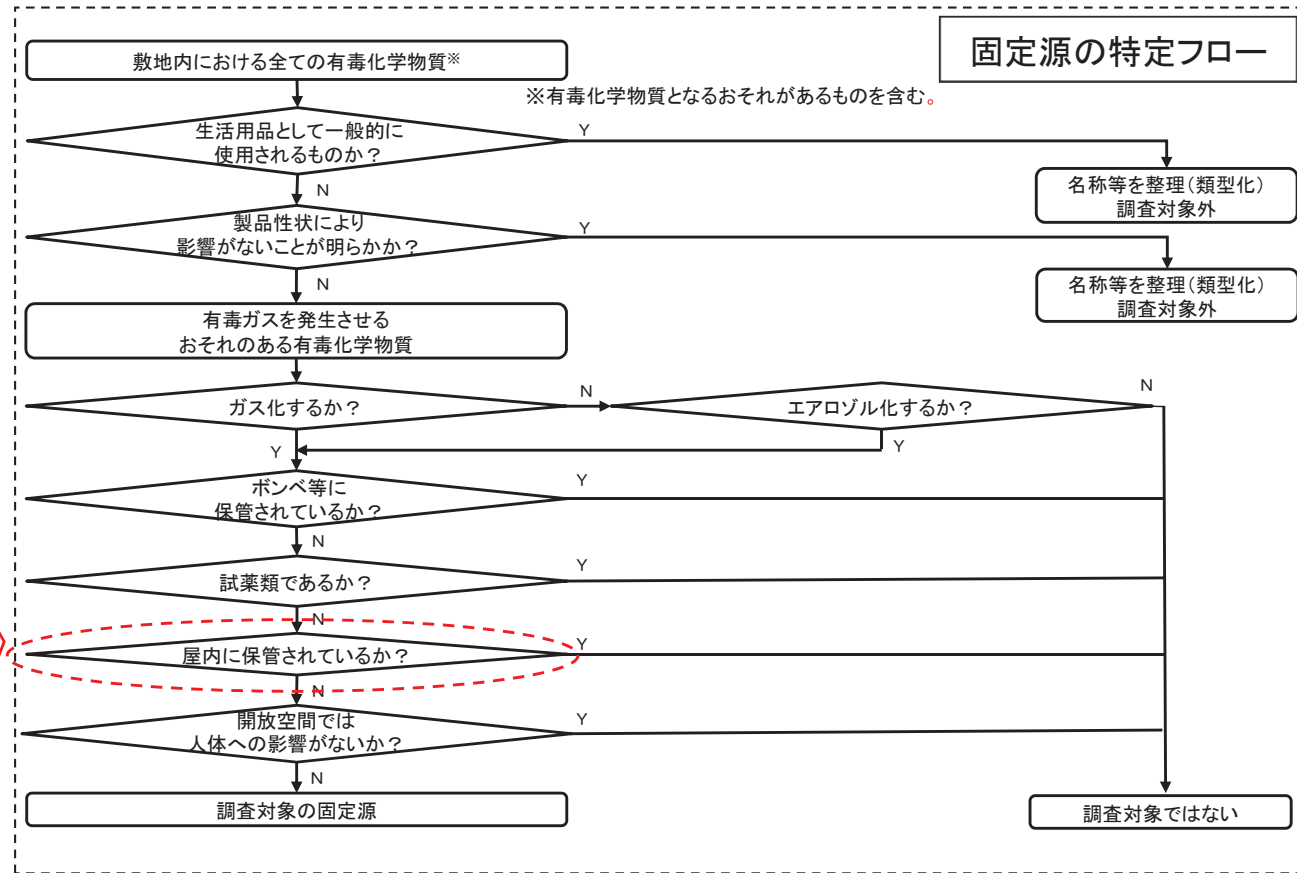 固定源の特定フロー
敷地内における全ての有毒化学物質※
※有毒化学物質となるおそれがあるものを含む。
生活用品として一般的に
使用されるものか？
Y
N
名称等を整理（類型化）
調査対象外
製品性状により
影響がないことが明らかか？
Y
N
名称等を整理（類型化）
調査対象外
有毒ガスを発生させる
おそれのある有毒化学物質
ガス化するか？
N
エアロゾル化するか？
N
Y
Y
ボンベ等に
保管されているか？
Y
N
試薬類であるか？
Y
N
屋内に保管されているか？
Y
N
開放空間では
人体への影響がないか？
Y
N
調査対象の固定源
調査対象ではない